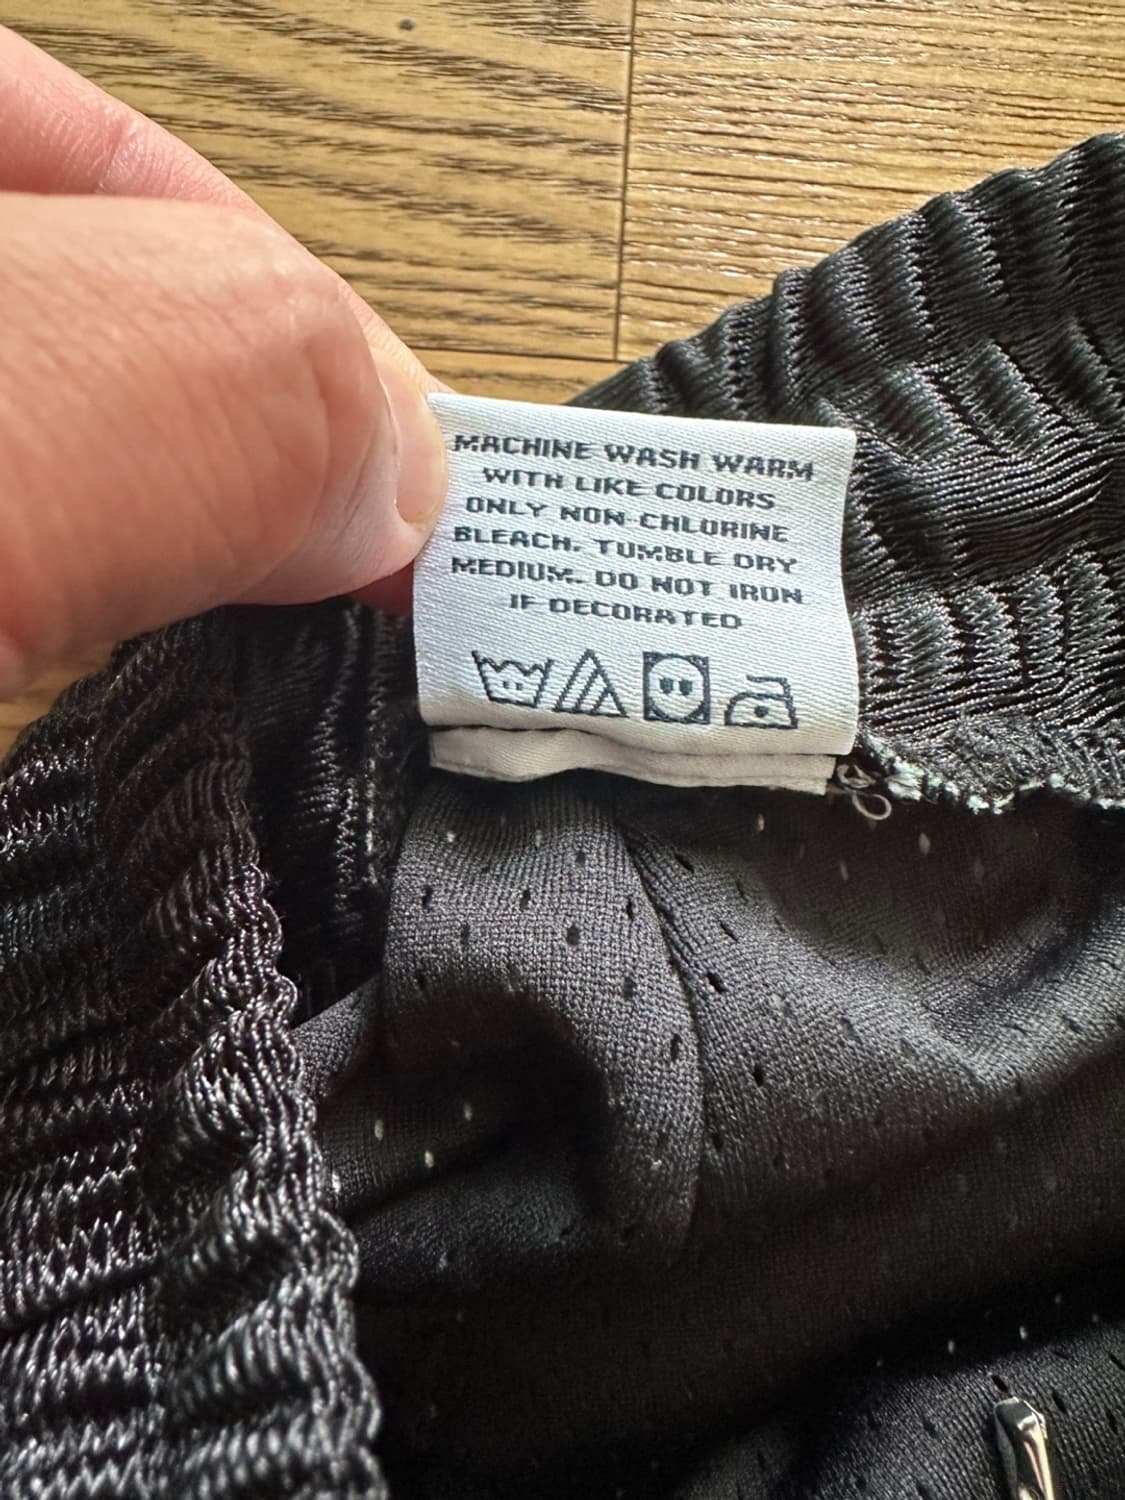 MACHINE WASH WARM
WITH LIKE COLORS
ONLY NON-CHLORINE
BLEACH. TUMBLE DRY
MEDIUM. DO NOT IRON
IF DECORATED